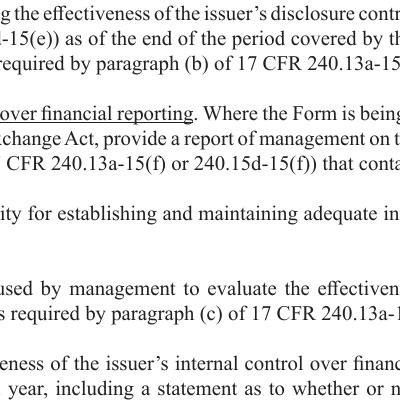 g the effectiveness of the issuer’s disclosure contr
-15(e)) as of the end of the period covered by th
required by paragraph (b) of 17 CFR 240.13a-15
over financial reporting. Where the Form is being
xchange Act, provide a report of management on t
CFR 240.13a-15(f) or 240.15d-15(f)) that conta
ity for establishing and maintaining adequate in
used by management to evaluate the effectiven
s required by paragraph (c) of 17 CFR 240.13a-1
eness of the issuer’s internal control over financ
year, including a statement as to whether or n